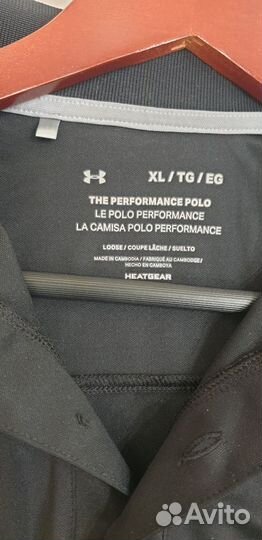 XL / TG / EG
THE PERFORMANCE POLO
LE POLO PERFORMANCE
LA CAMISA POLO PERFORMANCE
LOOSE / COUPE LÂCHE / SUELTO
MADE IN CAMBODIA / FABRIQUÉ AU CAMBODGE /
HECHO EN CAMBOYA
HEATGEAR
Avito